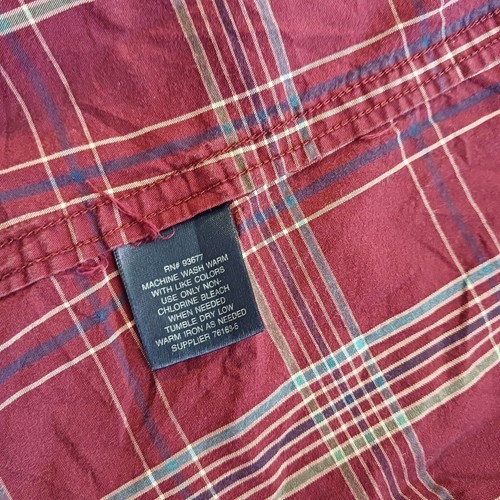 RN# 93677
MACHINE WASH WARM
WITH LIKE COLORS
USE ONLY NON-
CHLORINE BLEACH
WHEN NEEDED
TUMBLE DRY LOW
WARM IRON AS NEEDED
SUPPLIER 76163-5